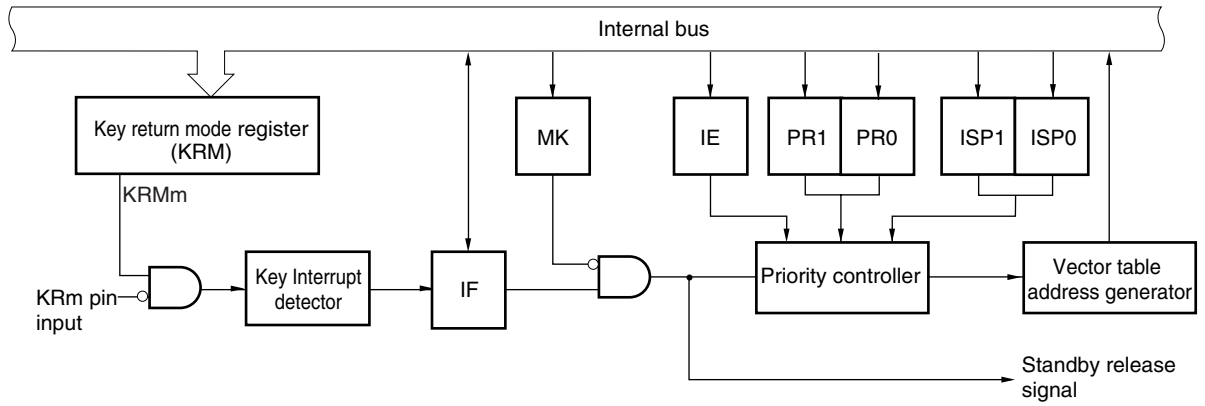 Internal bus
Key return mode register
(KRM)
MK
IE
PR1
PR0
ISP1
ISP0
KRMm
KRm pin
input
Key Interrupt
detector
IF
Priority controller
Vector table
address generator
Standby release
signal